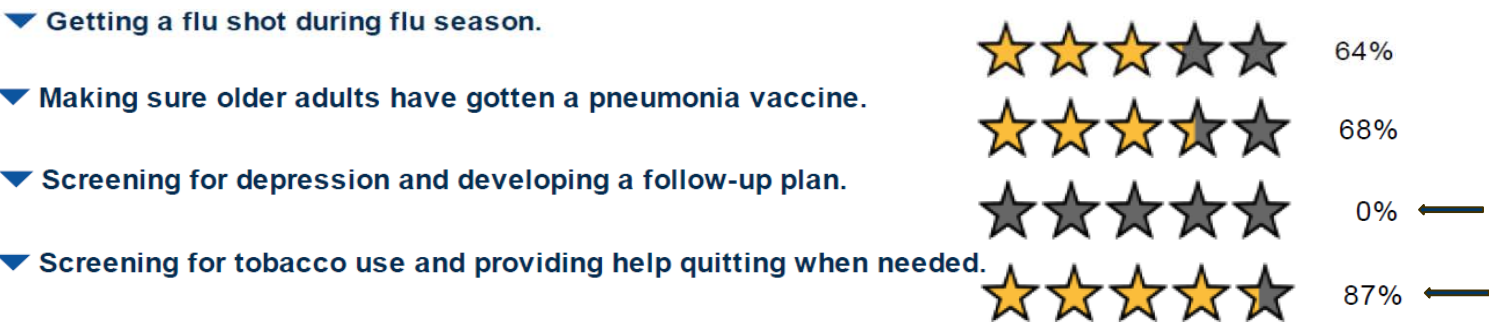 Getting a flu shot during flu season.
64%
Making sure older adults have gotten a pneumonia vaccine.
68%
Screening for depression and developing a follow-up plan.
0%
Screening for tobacco use and providing help quitting when needed.
87%